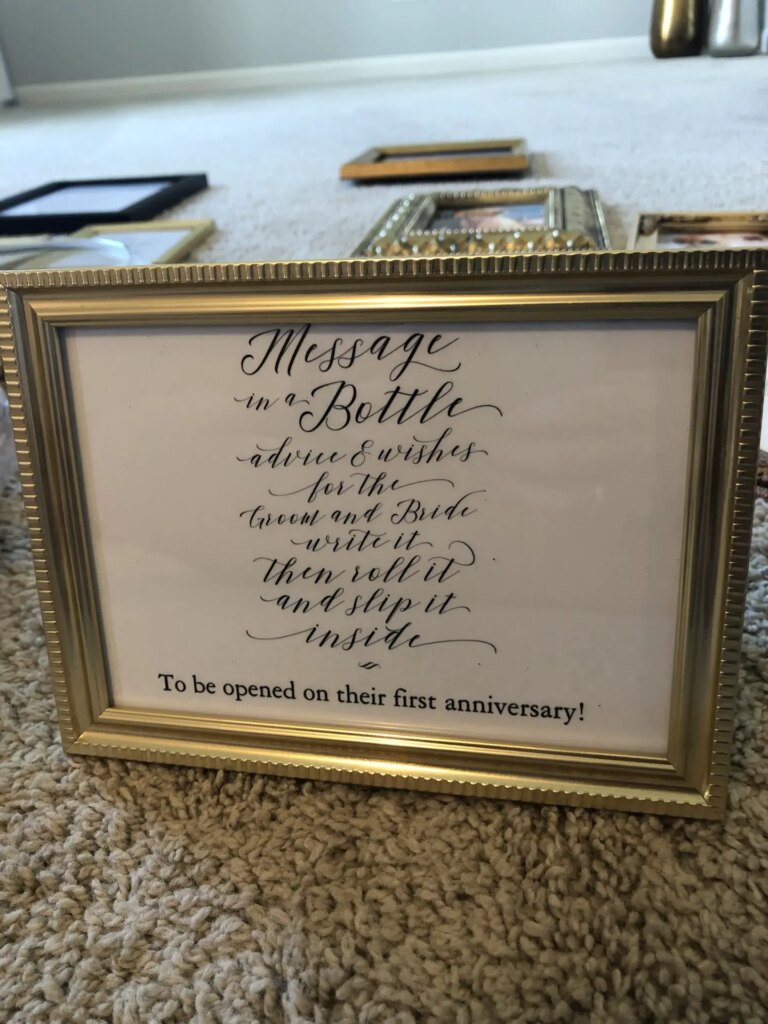 Message
in a Bottle
advice & wishes
for the
Groom and Bride
write it
then roll it
and slip it
inside
To be opened on their first anniversary!